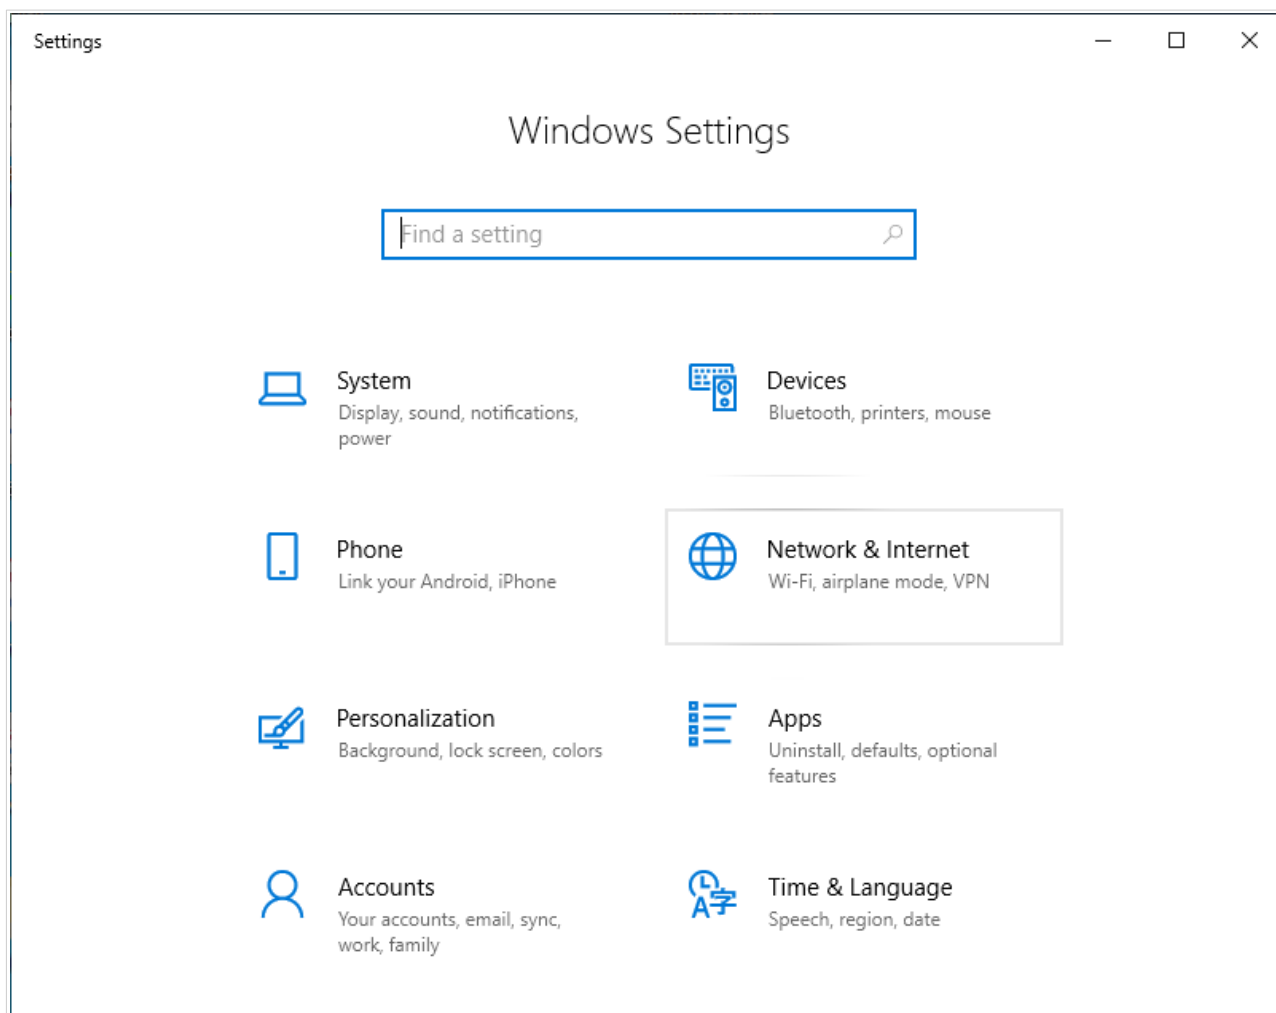 Settings
Windows Settings
Find a setting
System
Display, sound, notifications,
power
Devices
Bluetooth, printers, mouse
Phone
Link your Android, iPhone
Network & Internet
Wi-Fi, airplane mode, VPN
Personalization
Background, lock screen, colors
Apps
Uninstall, defaults, optional
features
Accounts
Your accounts, email, sync,
work, family
Time & Language
Speech, region, date